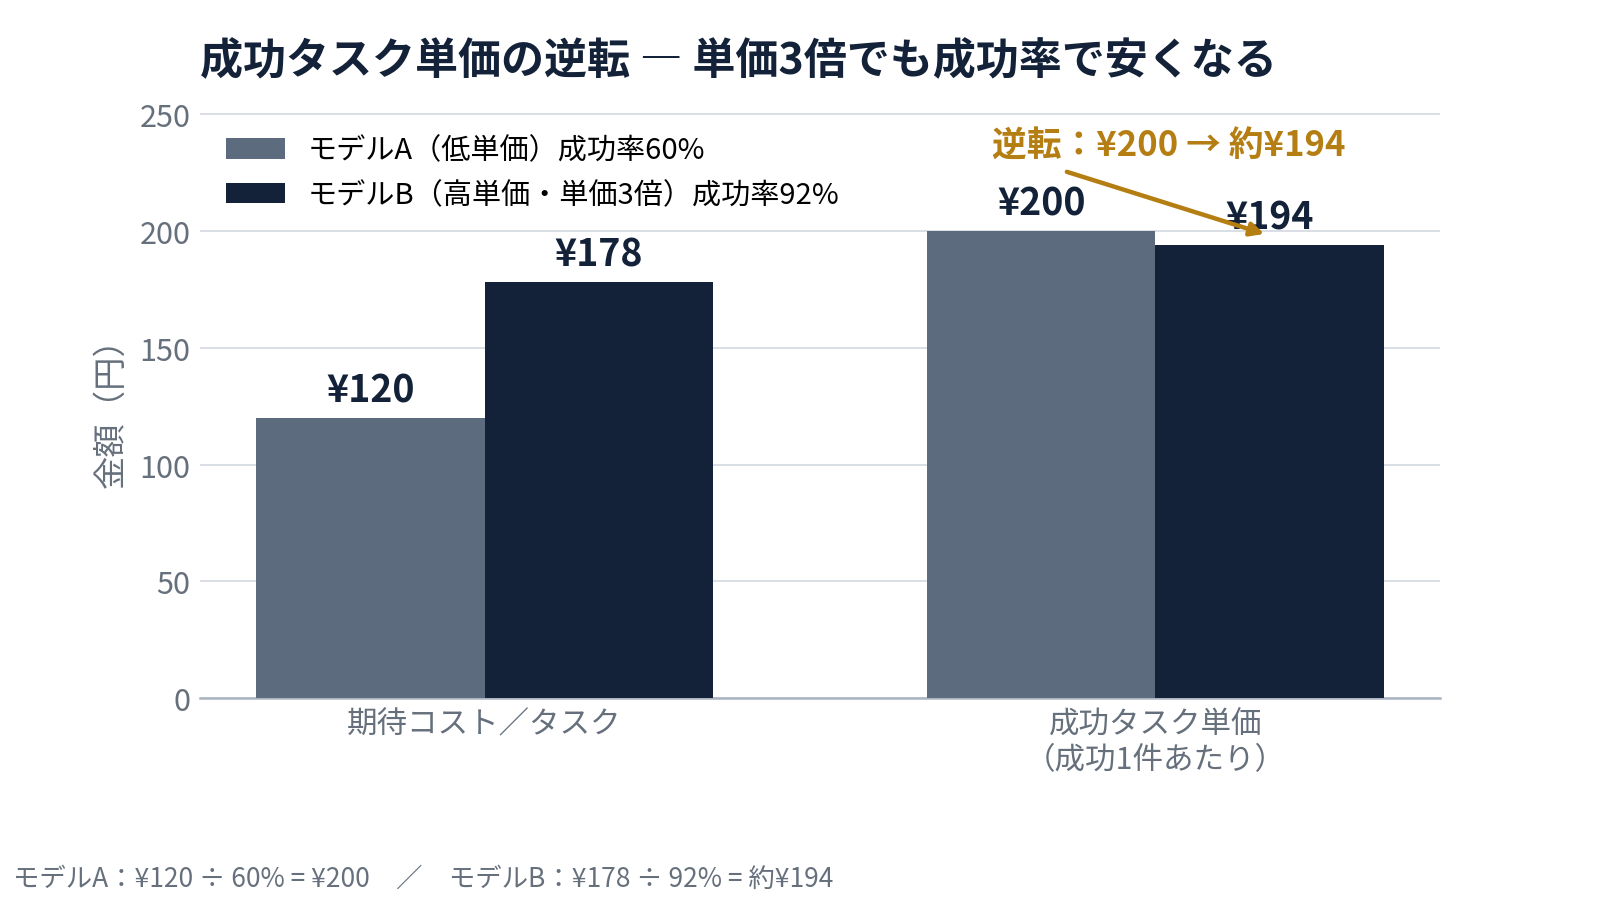 成功タスク単価の逆転 — 単価3倍でも成功率で安くなる
250
200
150
100
50
0
金額（円）
モデルA（低単価）成功率60%
モデルB（高単価・単価3倍）成功率92%
逆転：¥200 → 約¥194
¥120
¥178
¥200
¥194
期待コスト／タスク
成功タスク単価
（成功1件あたり）
モデルA：¥120 ÷ 60% = ¥200　／　モデルB：¥178 ÷ 92% = 約¥194